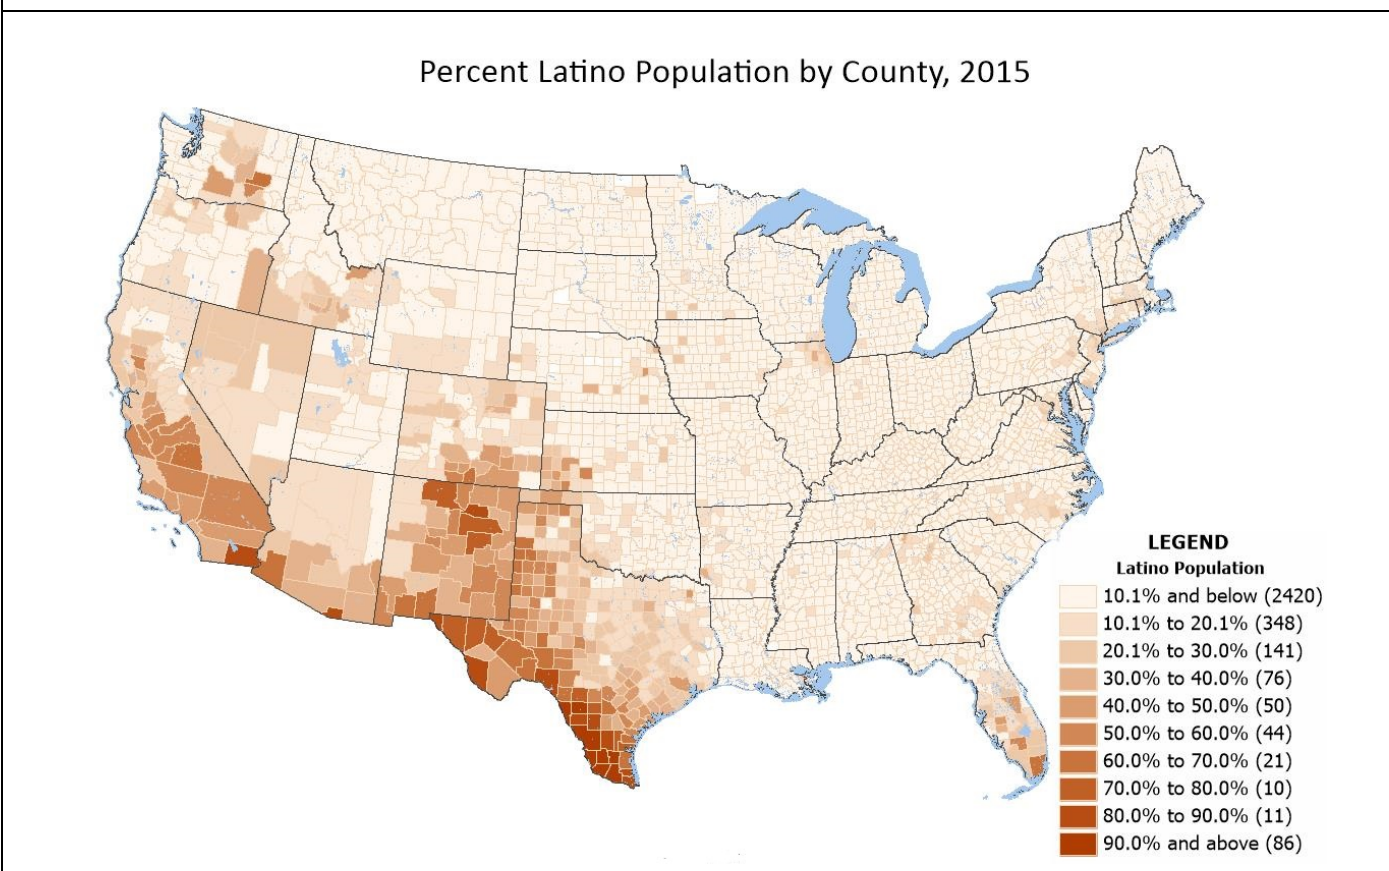 Percent Latino Population by County, 2015
LEGEND
Latino Population
10.1% and below (2420)
10.1% to 20.1% (348)
20.1% to 30.0% (141)
30.0% to 40.0% (76)
40.0% to 50.0% (50)
50.0% to 60.0% (44)
60.0% to 70.0% (21)
70.0% to 80.0% (10)
80.0% to 90.0% (11)
90.0% and above (86)